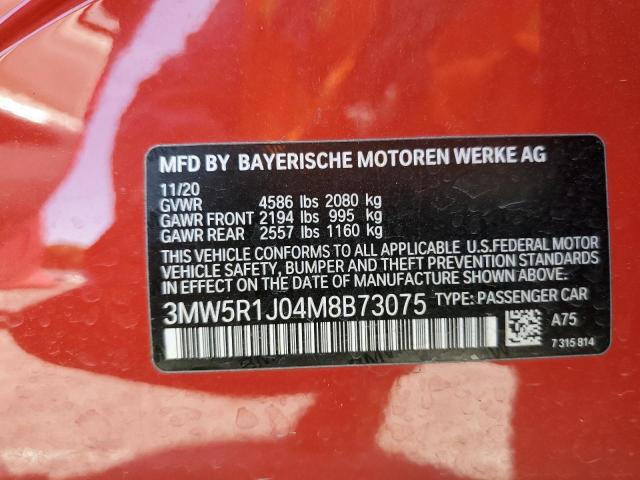 MFD BY BAYERISCHE MOTOREN WERKE AG
11/20
GVWR 4586 lbs 2080 kg
GAWR FRONT 2194 lbs 995 kg
GAWR REAR 2557 lbs 1160 kg
THIS VEHICLE CONFORMS TO ALL APPLICABLE U.S.FEDERAL MOTOR
VEHICLE SAFETY, BUMPER AND THEFT PREVENTION STANDARDS
IN EFFECT ON THE DATE OF MANUFACTURE SHOWN ABOVE.
3MW5R1J04M8B73075 TYPE: PASSENGER CAR
A75
7 315 814